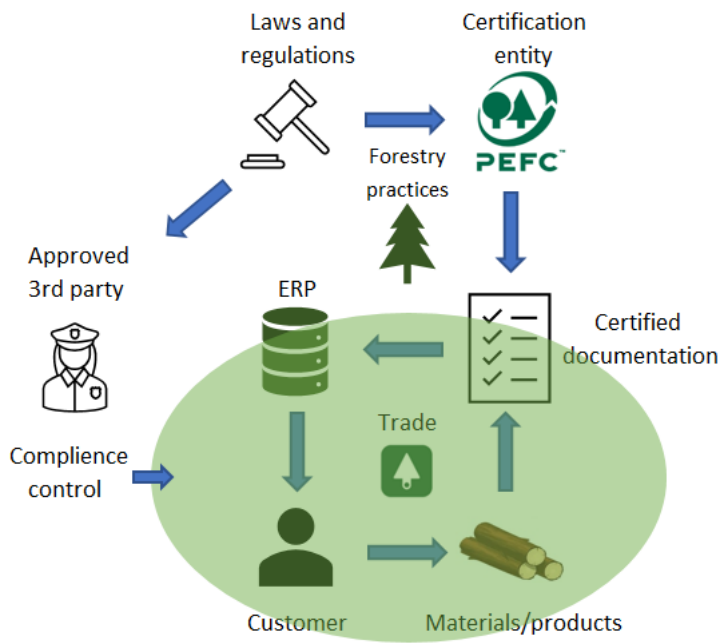 Laws and
regulations
Certification
entity
PEFC™
Forestry
practices
Approved
3rd party
ERP
Certified
documentation
Trade
Complience
control
Customer
Materials/products